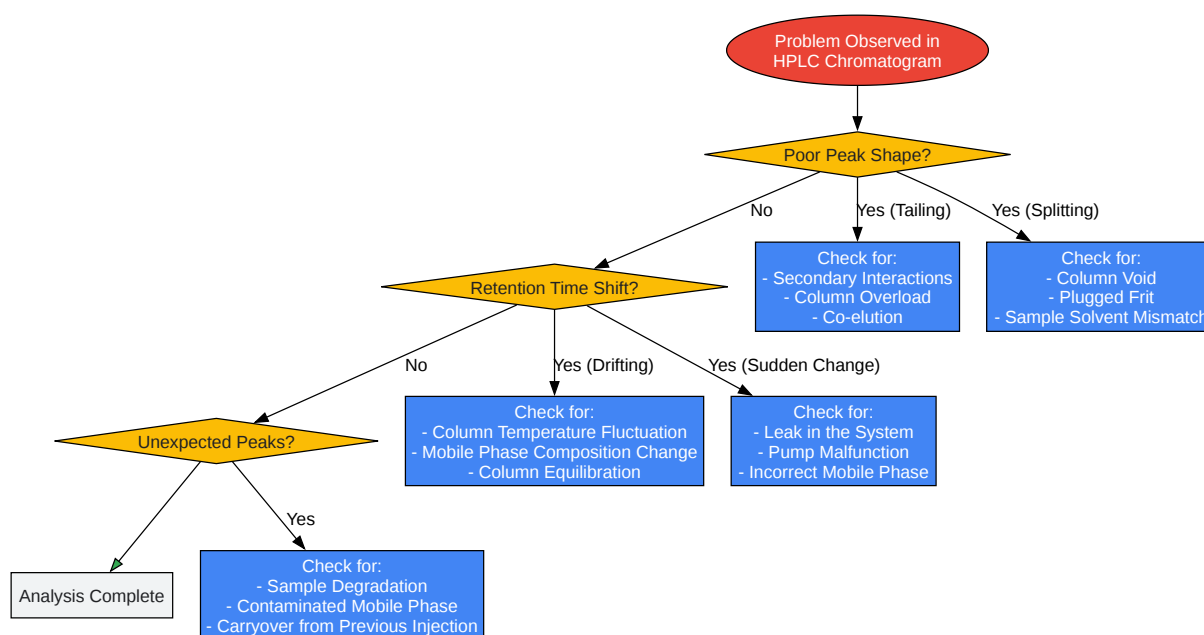 Problem Observed in
HPLC Chromatogram
Poor Peak Shape?
No
Yes (Tailing)
Yes (Splitting)
Check for:
- Secondary Interactions
- Column Overload
- Co-elution
Check for:
- Column Void
- Plugged Frit
- Sample Solvent Mismatch
Retention Time Shift?
No
Yes (Drifting)
Yes (Sudden Change)
Check for:
- Column Temperature Fluctuation
- Mobile Phase Composition Change
- Column Equilibration
Check for:
- Leak in the System
- Pump Malfunction
- Incorrect Mobile Phase
Unexpected Peaks?
Yes
Analysis Complete
Check for:
- Sample Degradation
- Contaminated Mobile Phase
- Carryover from Previous Injection